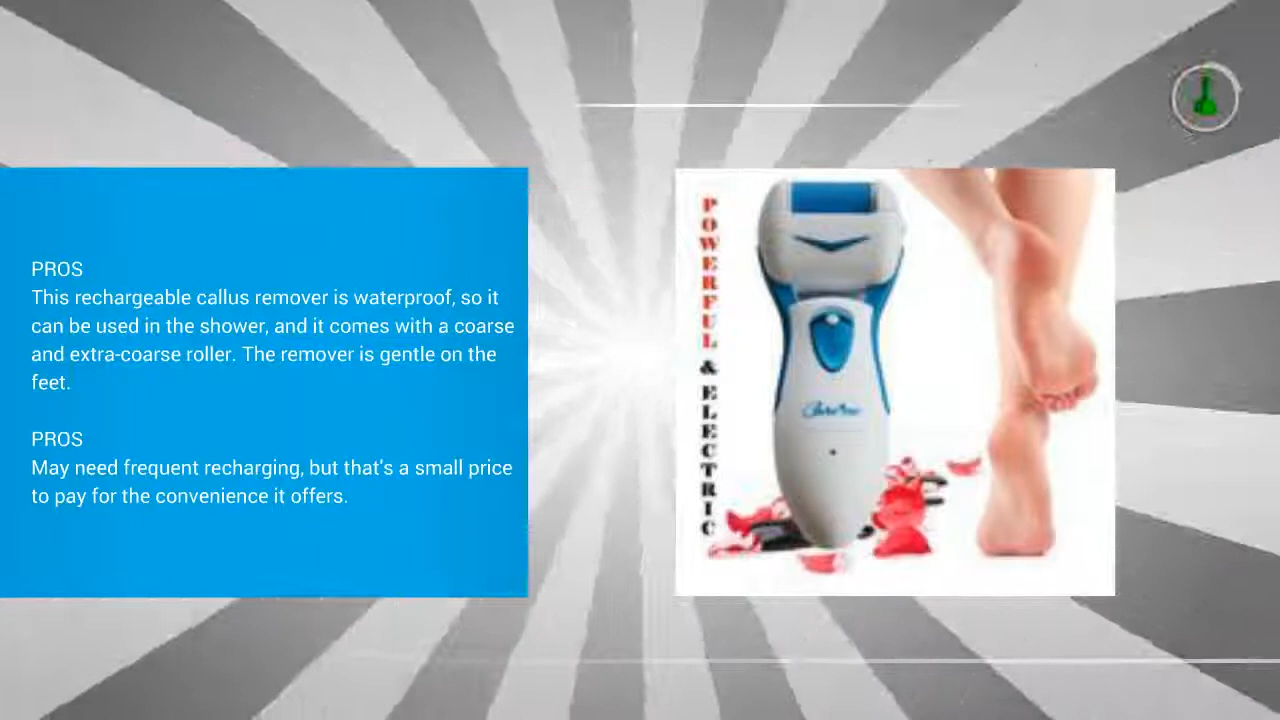 PROS
This rechargeable callus remover is waterproof, so it
can be used in the shower, and it comes with a coarse
and extra-coarse roller. The remover is gentle on the
feet.
PROS
May need frequent recharging, but that's a small price
to pay for the convenience it offers.
POWERFUL & ELECTRIC